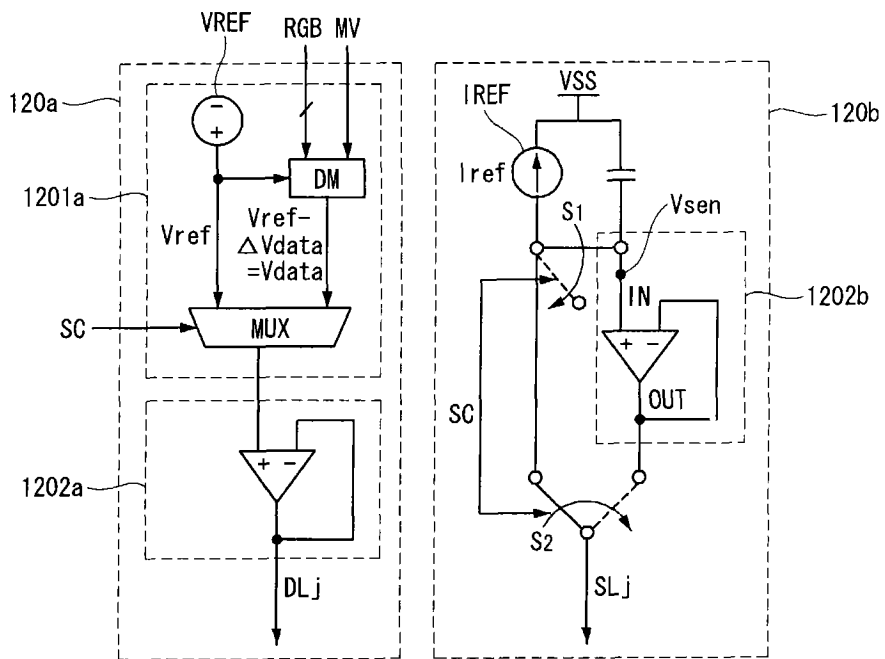 VREF
RGB MV
120a
1201a
DM
Vref
Vref-
△Vdata
=Vdata
SC
MUX
+ -
1202a
DLj
VSS
IREF
120b
Iref
S1
Vsen
IN
1202b
+ -
OUT
SC
S2
SLj